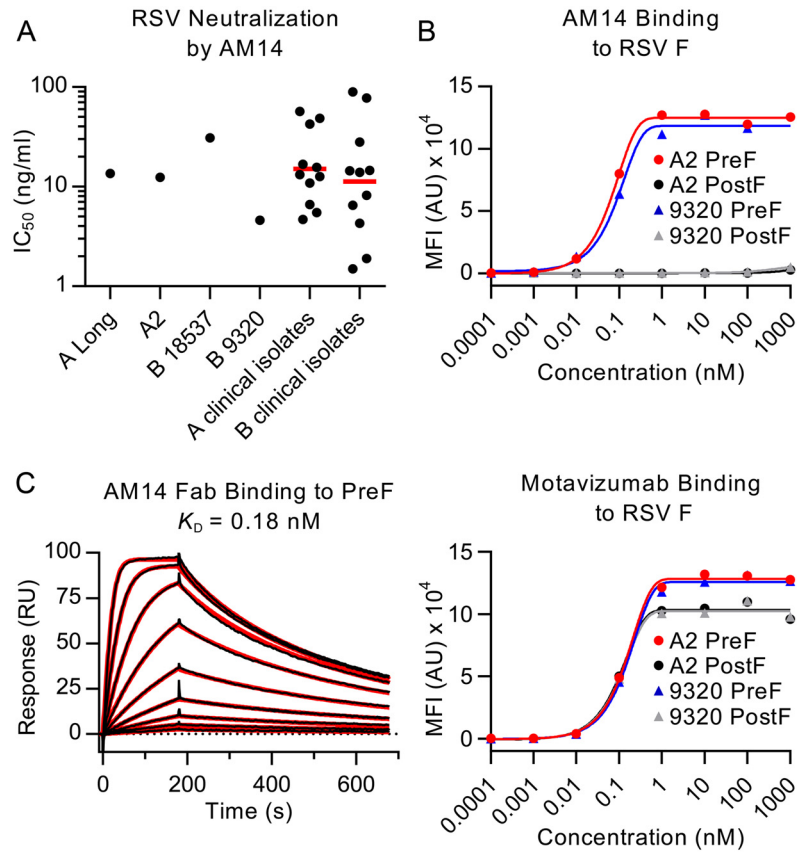 A
RSV Neutralization
by AM14
IC50 (ng/ml)
100
10
1
A Long
A2
B 18537
B 9320
A clinical isolates
B clinical isolates
B
AM14 Binding
to RSV F
MFI (AU) x 10^4
15
10
5
0
A2 PreF
A2 PostF
9320 PreF
9320 PostF
0.0001
0.001
0.01
0.1
1
10
100
1000
Concentration (nM)
C
AM14 Fab Binding to PreF
KD = 0.18 nM
Response (RU)
100
75
50
25
0
0
200
400
600
Time (s)
Motavizumab Binding
to RSV F
MFI (AU) x 10^4
15
10
5
0
A2 PreF
A2 PostF
9320 PreF
9320 PostF
0.0001
0.001
0.01
0.1
1
10
100
1000
Concentration (nM)